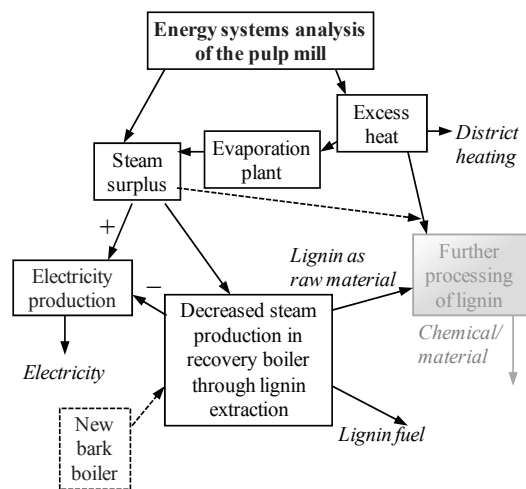 Energy systems analysis
of the pulp mill
Excess
heat
District
heating
Evaporation
plant
Steam
surplus
+
Lignin as
raw material
Further
processing
of lignin
Electricity
production
−
Decreased steam
production in
recovery boiler
through lignin
extraction
Chemical/
material
Electricity
New
bark
boiler
Lignin fuel